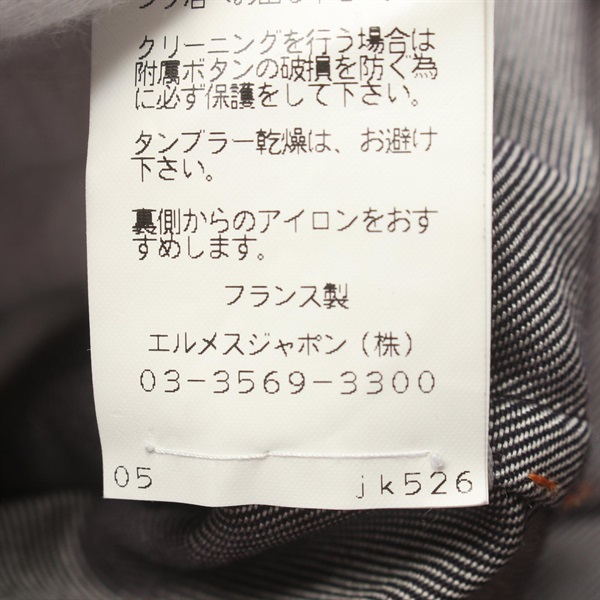 クリーニングを行う場合は
附属ボタンの破損を防ぐ為
に必ず保護をして下さい。
タンブラー乾燥は、お避け
下さい。
裏側からのアイロンをおす
すめします。
フランス製
エルメスジャポン(株)
03-3569-3300
05 jk526